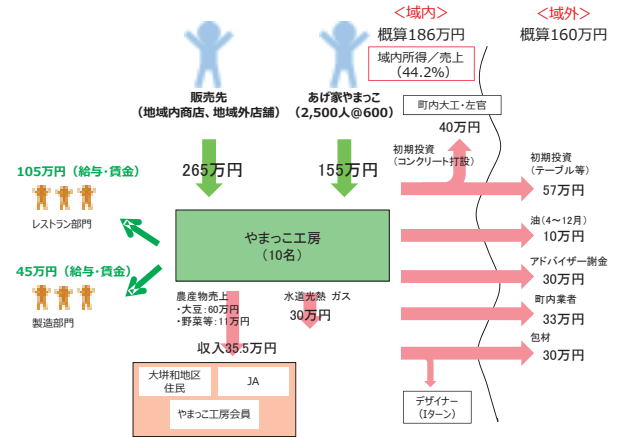 ＜域内＞
概算186万円
域内所得／売上
（44.2%）
＜域外＞
概算160万円
販売先
（地域内商店、地域外店舗）
あげ家やまっこ
（2,500人@600）
町内大工・左官
40万円
初期投資
（コンクリート打設）
初期投資
（テーブル等）
57万円
265万円
155万円
105万円（給与・賃金）
レストラン部門
やまっこ工房
（10名）
油（4～12月）
10万円
アドバイザー謝金
30万円
45万円（給与・賃金）
製造部門
農産物売上
・大豆：60万円
・野菜等：11万円
水道光熱 ガス
30万円
町内業者
33万円
包材
30万円
収入35.5万円
大垪和地区
住民
JA
やまっこ工房会員
デザイナー
（Iターン）